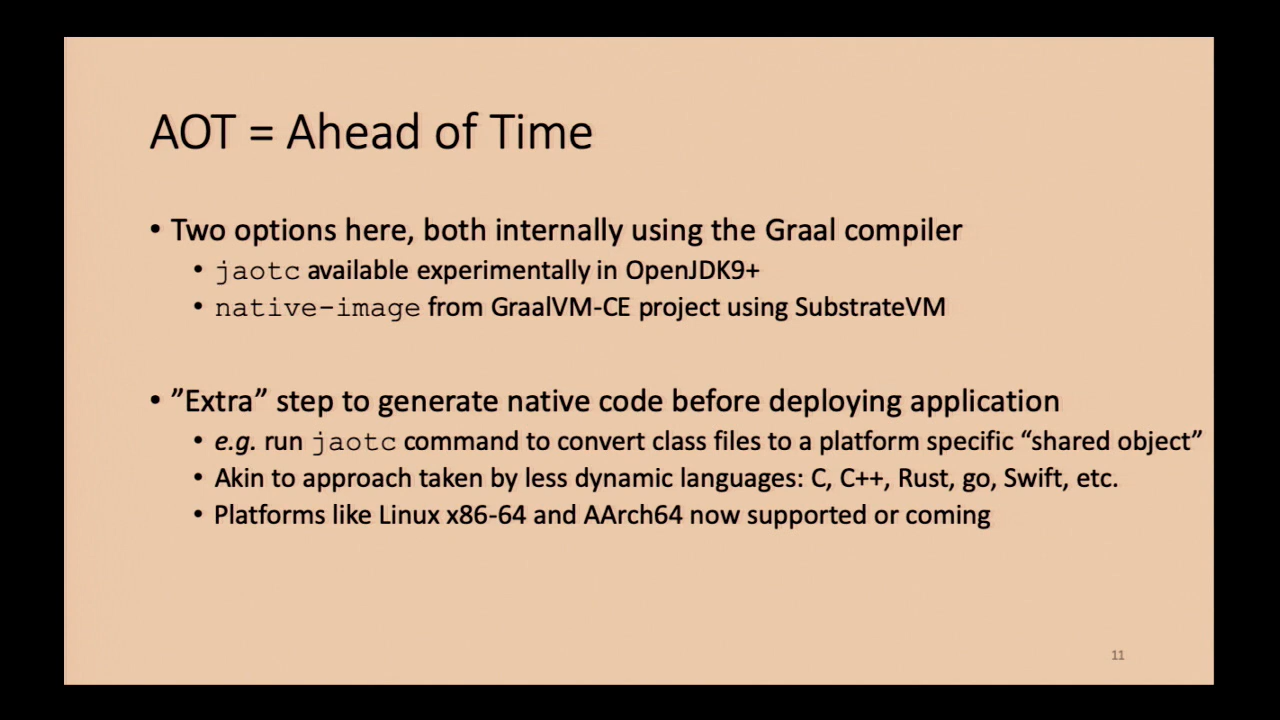 AOT = Ahead of Time
• Two options here, both internally using the Graal compiler
• jaotc available experimentally in OpenJDK9+
• native-image from GraalVM-CE project using SubstrateVM
• ”Extra” step to generate native code before deploying application
• e.g. run jaotc command to convert class files to a platform specific “shared object”
• Akin to approach taken by less dynamic languages: C, C++, Rust, go, Swift, etc.
• Platforms like Linux x86-64 and AArch64 now supported or coming
11